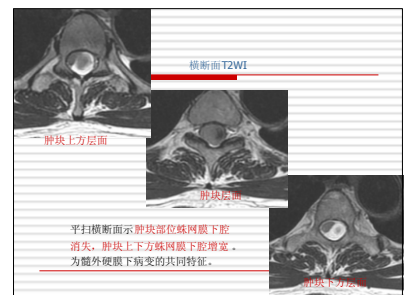 横断面T2WI
肿块上方层面
肿块层面
平扫横断面示肿块部位蛛网膜下腔
消失,肿块上下方蛛网膜下腔增宽 。
为髓外硬膜下病变的共同特征。
肿块下方层面